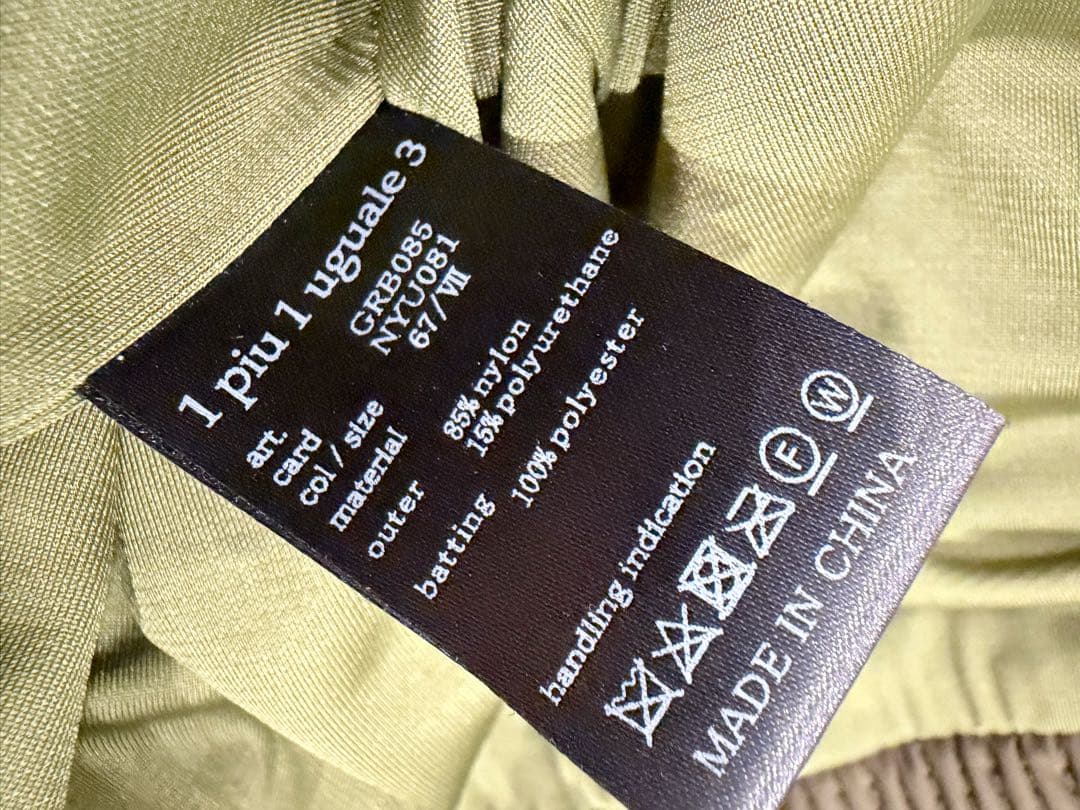 1 piu 1 uguale 3
art. GRB085
card NYU081
col / size 67/Ⅶ
material
outer 85% nylon
15% polyurethane
batting 100% polyester
handling indication
F W
MADE IN CHINA